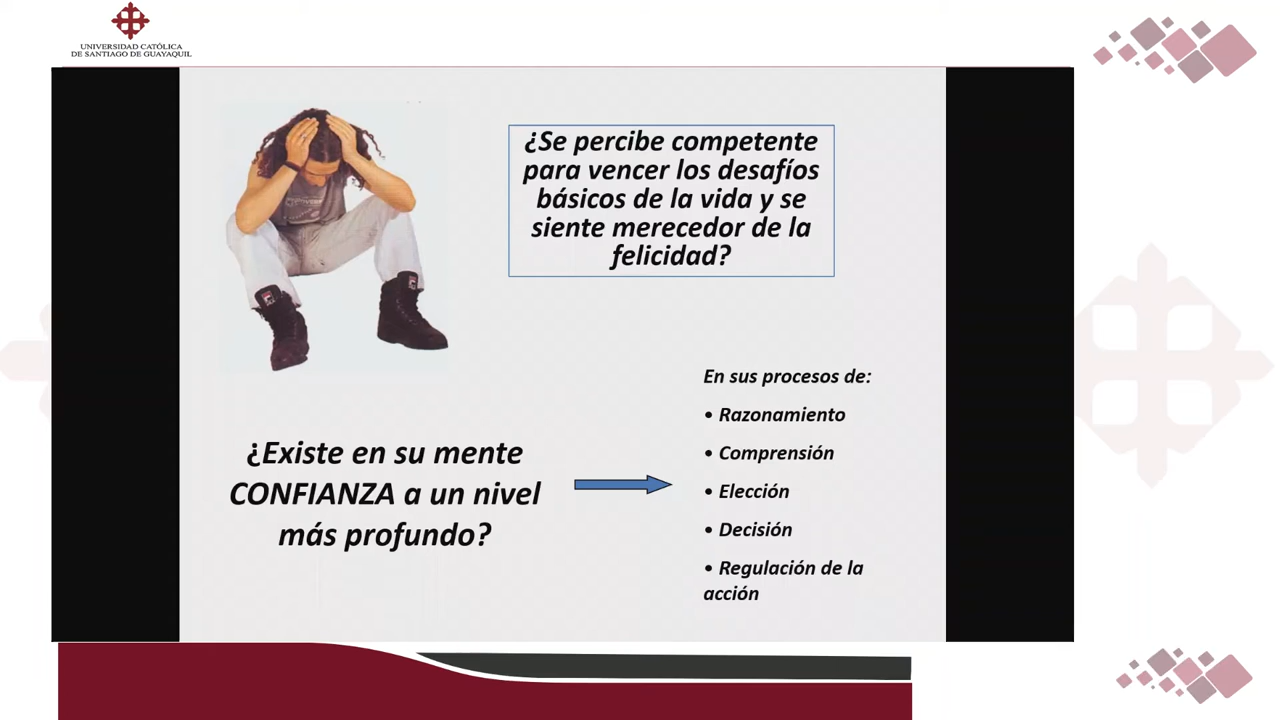 UNIVERSIDAD CATÓLICA
DE SANTIAGO DE GUAYAQUIL
¿Se percibe competente
para vencer los desafíos
básicos de la vida y se
siente merecedor de la
felicidad?
¿Existe en su mente
CONFIANZA a un nivel
más profundo?
En sus procesos de:
• Razonamiento
• Comprensión
• Elección
• Decisión
• Regulación de la
acción